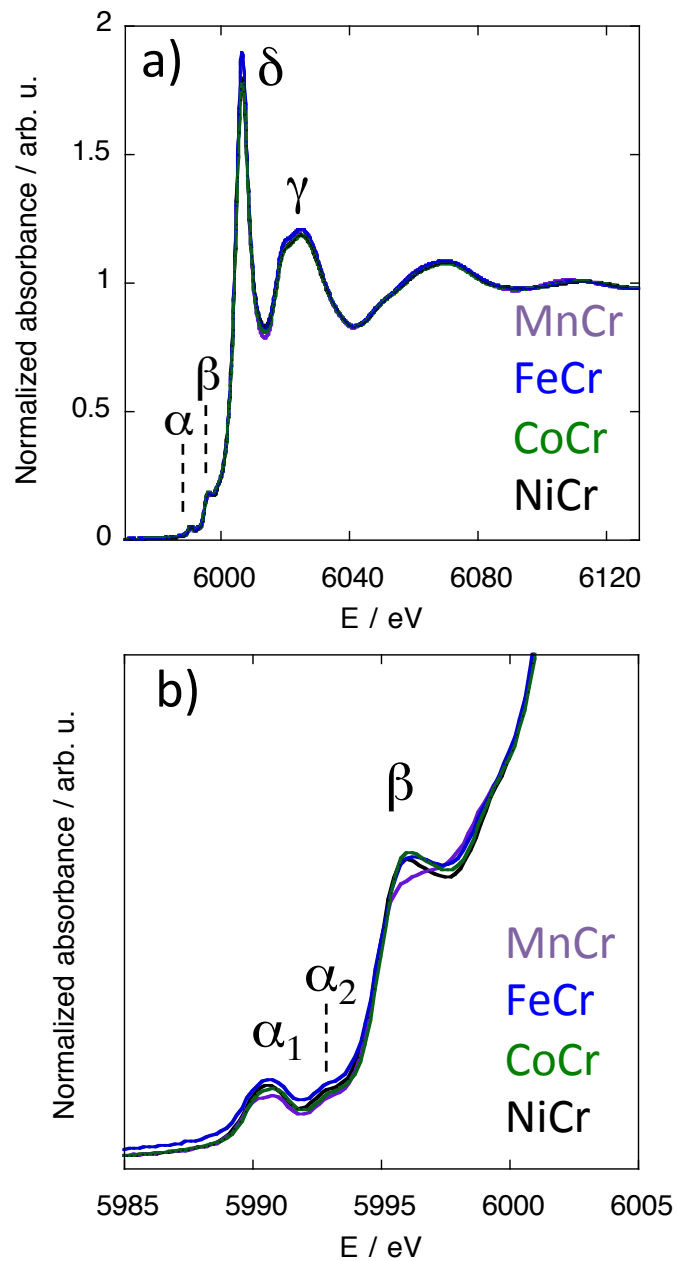 a)
δ
γ
β
α
MnCr
FeCr
CoCr
NiCr
Normalized absorbance / arb. u.
2
1.5
1
0.5
0
6000 6040 6080 6120
E / eV
b)
β
α2
α1
MnCr
FeCr
CoCr
NiCr
Normalized absorbance / arb. u.
5985 5990 5995 6000 6005
E / eV